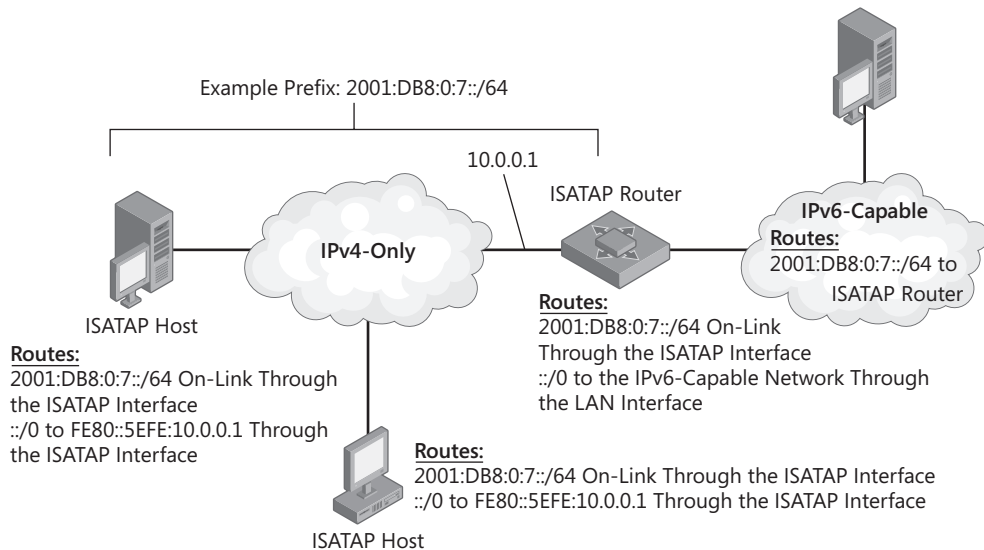 Example Prefix: 2001:DB8:0:7::/64
10.0.0.1
ISATAP Router
IPv4-Only
IPv6-Capable
Routes:
2001:DB8:0:7::/64 to
ISATAP Router
ISATAP Host
Routes:
2001:DB8:0:7::/64 On-Link Through
the ISATAP Interface
::/0 to FE80::5EFE:10.0.0.1 Through
the ISATAP Interface
Routes:
2001:DB8:0:7::/64 On-Link
Through the ISATAP Interface
::/0 to the IPv6-Capable Network Through
the LAN Interface
Routes:
2001:DB8:0:7::/64 On-Link Through the ISATAP Interface
::/0 to FE80::5EFE:10.0.0.1 Through the ISATAP Interface
ISATAP Host